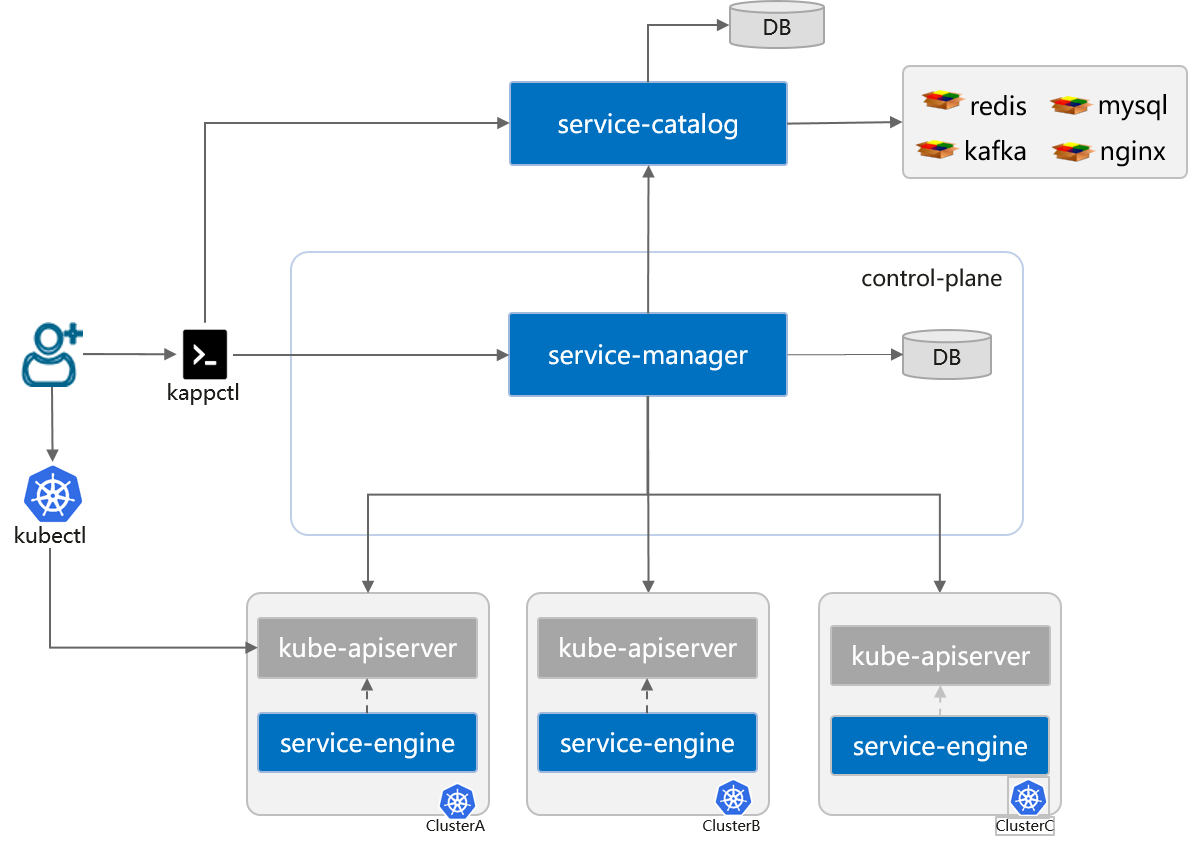 DB
service-catalog
redis
mysql
kafka
nginx
control-plane
service-manager
DB
kappctl
kubectl
kube-apiserver
kube-apiserver
kube-apiserver
service-engine
service-engine
service-engine
ClusterA
ClusterB
ClusterC